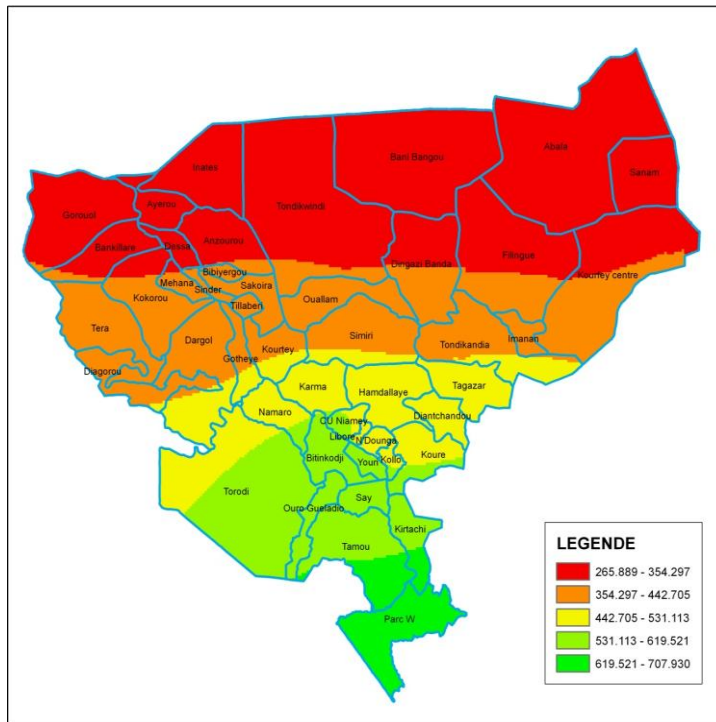 Abala
Bani Bangou
Inates
Sanam
Gorouol
Ayerou
Tondikwindi
Bankilare
Dessa
Anzourou
Filingue
Dingazi Banda
Bibiyergou
Kourfey centre
Mehana
Sinder
Sakoira
Kokorou
Ouallam
Tera
Tillaberi
Dargol
Kourtey
Simiri
Imanan
Tondikandia
Gotheye
Diagorou
Karma
Hamdallaye
Tagazar
Namaro
Diantchandou
CU Niamey
Libore
N'Dounga
Bitinkodji
Youri
Kollo
Koure
Torodi
Ouro Gueladio
Say
Kirtachi
Tamou
Parc W
LEGENDE
265.889 - 354.297
354.297 - 442.705
442.705 - 531.113
531.113 - 619.521
619.521 - 707.930